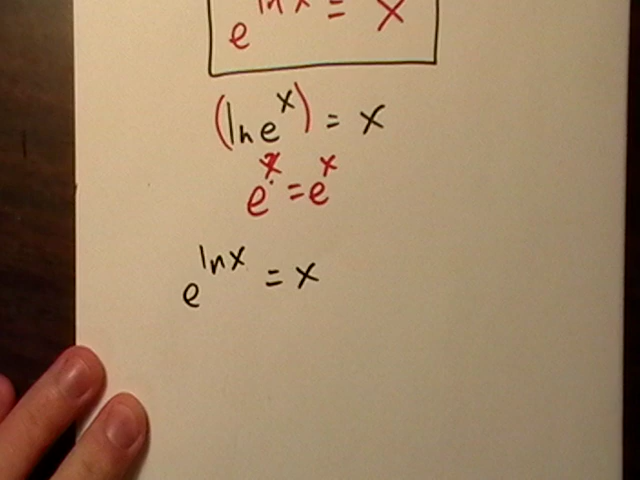 e^ln x = x
(ln e^x) = x
e^x = e^x
e^ln x = x